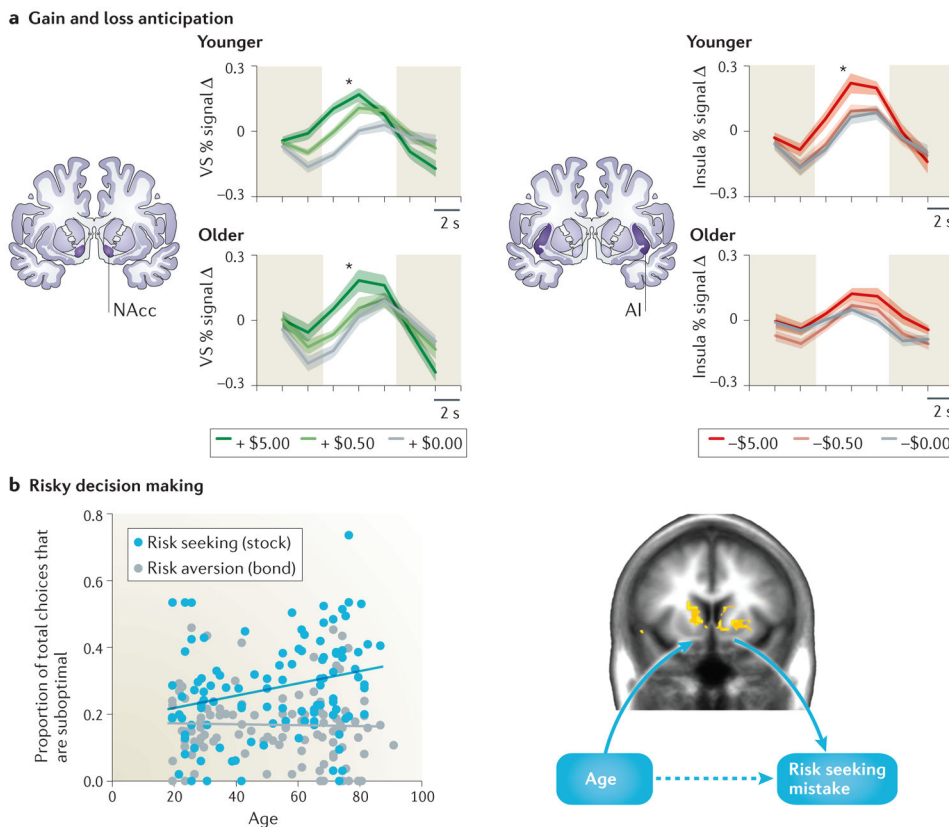 a Gain and loss anticipation
Younger
0.3
0
−0.3
VS % signal Δ
*
2 s
NAcc
Older
0.3
0
−0.3
VS % signal Δ
*
2 s
+ $5.00 + $0.50 + $0.00
Younger
0.3
0
−0.3
Insula % signal Δ
*
2 s
AI
Older
0.3
0
−0.3
Insula % signal Δ
2 s
−$5.00 −$0.50 −$0.00
b Risky decision making
Proportion of total choices that
are suboptimal
0.8
0.6
0.4
0.2
0.0
Risk seeking (stock)
Risk aversion (bond)
0 20 40 60 80 100
Age
Age
Risk seeking
mistake